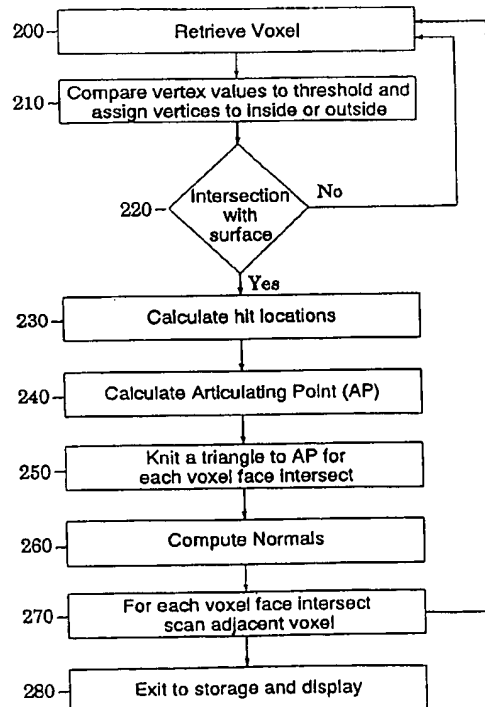 200
Retrieve Voxel
210
Compare vertex values to threshold and
assign vertices to inside or outside
220
Intersection
with
surface
No
Yes
230
Calculate hit locations
240
Calculate Articulating Point (AP)
250
Knit a triangle to AP for
each voxel face intersect
260
Compute Normals
270
For each voxel face intersect
scan adjacent voxel
280
Exit to storage and display